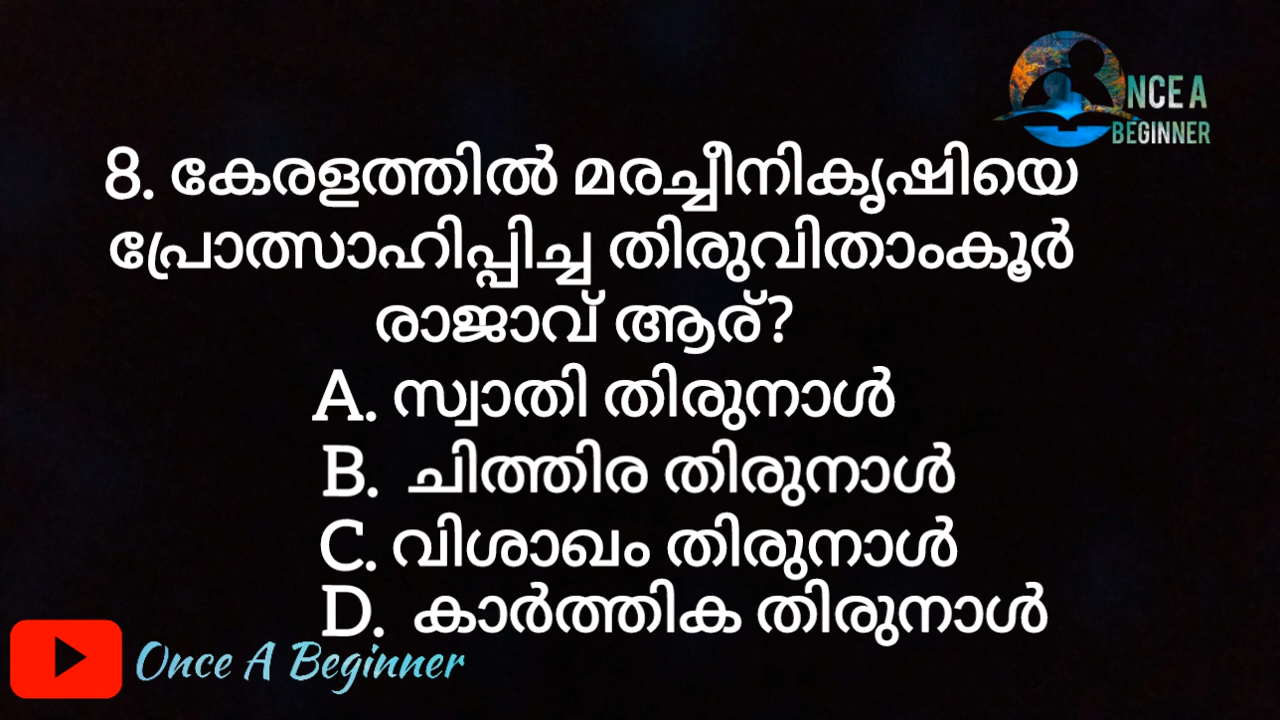 NCE A
BEGINNER
8. കേരളത്തിൽ മരച്ചീനികൃഷിയെ
പ്രോത്സാഹിപ്പിച്ച തിരുവിതാംകൂർ
രാജാവ് ആര്?
A. സ്വാതി തിരുനാൾ
B. ചിത്തിര തിരുനാൾ
C. വിശാഖം തിരുനാൾ
D. കാർത്തിക തിരുനാൾ
Once A Beginner